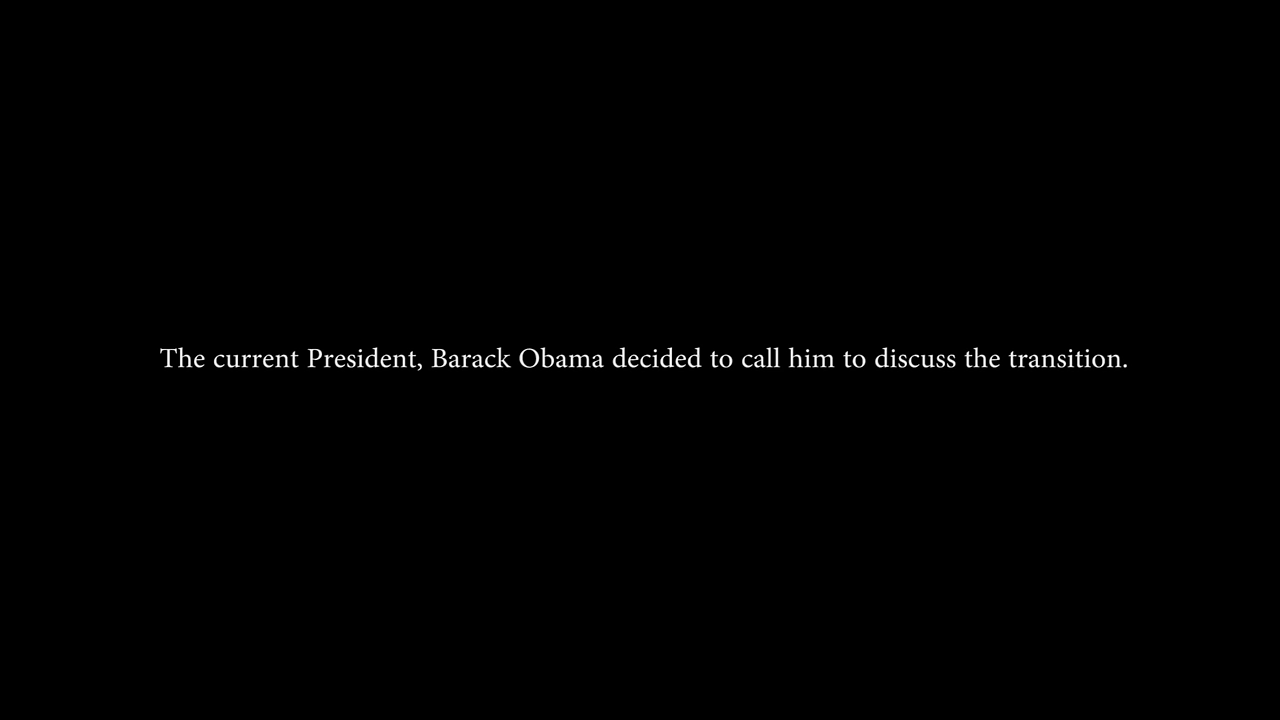 The current President, Barack Obama decided to call him to discuss the transition.